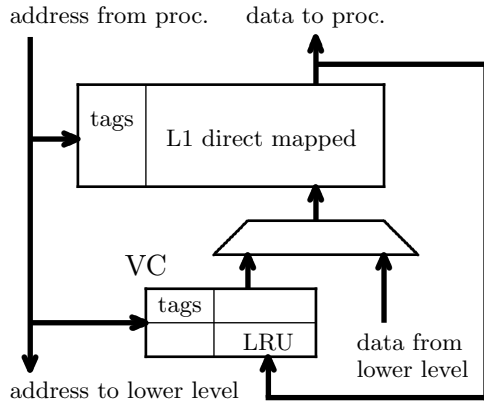 address from proc.
data to proc.
tags
L1 direct mapped
VC
tags
LRU
data from
lower level
address to lower level